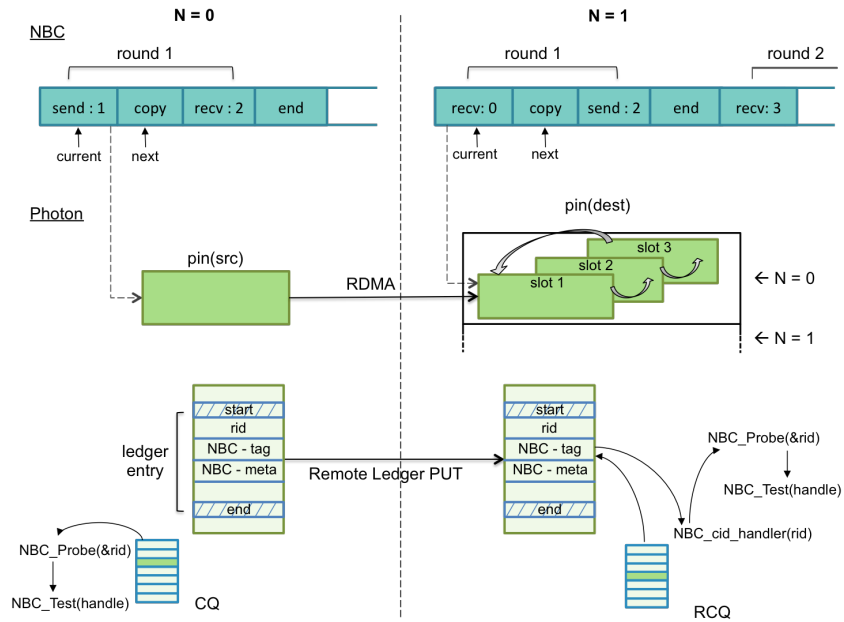 N = 0
N = 1
NBC
round 1
round 1
round 2
send : 1
copy
recv : 2
end
recv: 0
copy
send : 2
end
recv: 3
current
next
current
next
Photon
pin(src)
pin(dest)
RDMA
slot 3
slot 2
slot 1
← N = 0
← N = 1
ledger
entry
start
rid
NBC - tag
NBC - meta
end
Remote Ledger PUT
start
rid
NBC - tag
NBC - meta
end
NBC_Probe(&rid)
NBC_Test(handle)
NBC_cid_handler(rid)
NBC_Probe(&rid)
NBC_Test(handle)
CQ
RCQ